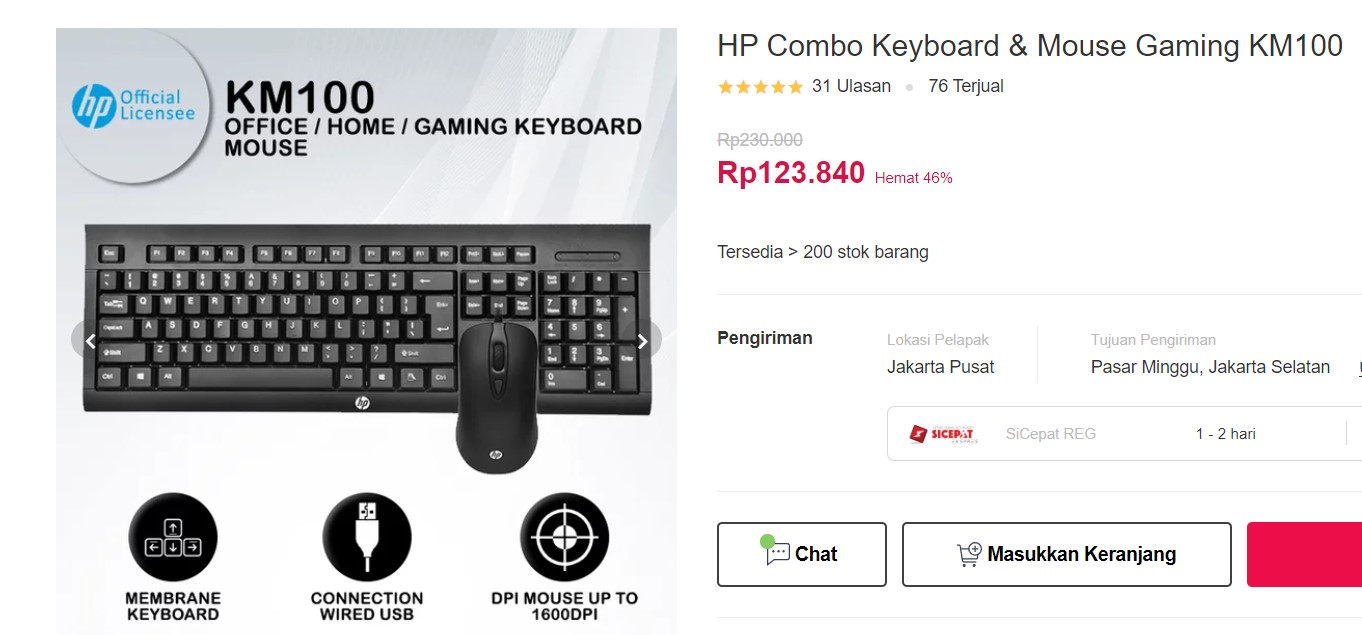 hp Official
Licensee
KM100
OFFICE / HOME / GAMING KEYBOARD
MOUSE
hp
hp
MEMBRANE
KEYBOARD
CONNECTION
WIRED USB
DPI MOUSE UP TO
1600DPI
HP Combo Keyboard & Mouse Gaming KM100
31 Ulasan
76 Terjual
Rp230.000
Rp123.840 Hemat 46%
Tersedia > 200 stok barang
Pengiriman
Lokasi Pelapak
Jakarta Pusat
Tujuan Pengiriman
Pasar Minggu, Jakarta Selatan
SICEPAT
SiCepat REG
1 - 2 hari
Chat
Masukkan Keranjang